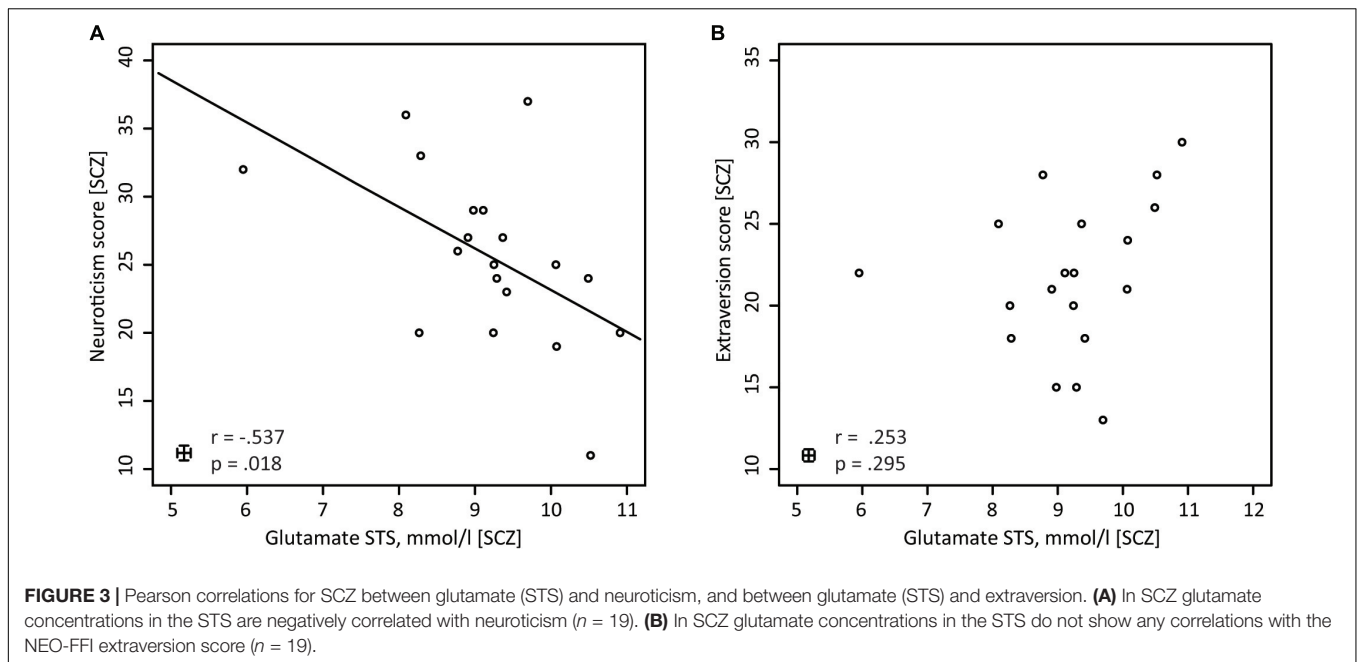 A
40
35
30
25
20
15
10
Neuroticism score [SCZ]
r = -.537
p = .018
5 6 7 8 9 10 11
Glutamate STS, mmol/l [SCZ]
B
35
30
25
20
15
10
Extraversion score [SCZ]
r = .253
p = .295
5 6 7 8 9 10 11 12
Glutamate STS, mmol/l [SCZ]
FIGURE 3 | Pearson correlations for SCZ between glutamate (STS) and neuroticism, and between glutamate (STS) and extraversion. (A) In SCZ glutamate
concentrations in the STS are negatively correlated with neuroticism (n = 19). (B) In SCZ glutamate concentrations in the STS do not show any correlations with the
NEO-FFI extraversion score (n = 19).